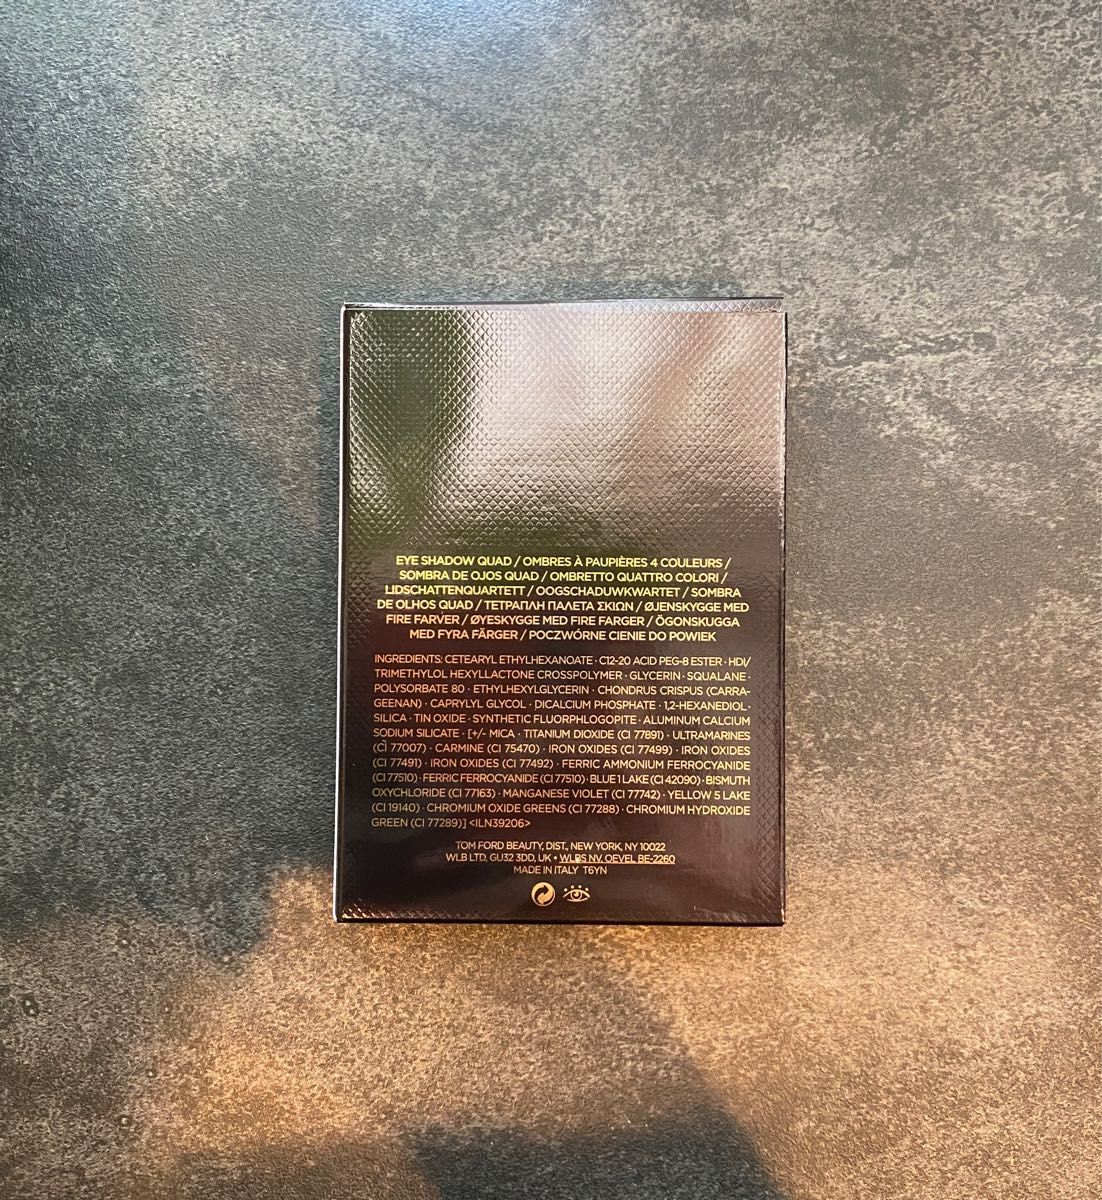 EYE SHADOW QUAD / OMBRES À PAUPIÈRES 4 COULEURS /
SOMBRA DE OJOS QUAD / OMBRETTO QUATTRO COLORI /
LIDSCHATTENQUARTETT / OOGSCHADUWKWARTET / SOMBRA
DE OLHOS QUAD / ΤΕΤΡΑΠΛΗ ΠΑΛΕΤΑ ΣΚΙΩΝ / ØJENSKYGGE MED
FIRE FARVER / ØYESKYGGE MED FIRE FARGER / ÖGONSKUGGA
MED FYRA FÄRGER / POCZWÓRNE CIENIE DO POWIEK
INGREDIENTS: CETEARYL ETHYLHEXANOATE · C12-20 ACID PEG-8 ESTER · HDI/
TRIMETHYLOL HEXYLLACTONE CROSSPOLYMER · GLYCERIN · SQUALANE ·
POLYSORBATE 80 · ETHYLHEXYLGLYCERIN · CHONDRUS CRISPUS (CARRA-
GEENAN) · CAPRYLYL GLYCOL · DICALCIUM PHOSPHATE · 1,2-HEXANEDIOL ·
SILICA · TIN OXIDE · SYNTHETIC FLUORPHLOGOPITE · ALUMINUM CALCIUM
SODIUM SILICATE · [+/- MICA · TITANIUM DIOXIDE (CI 77891) · ULTRAMARINES
(CI 77007) · CARMINE (CI 75470) · IRON OXIDES (CI 77499) · IRON OXIDES
(CI 77491) · IRON OXIDES (CI 77492) · FERRIC AMMONIUM FERROCYANIDE
(CI 77510) · FERRIC FERROCYANIDE (CI 77510) · BLUE 1 LAKE (CI 42090) · BISMUTH
OXYCHLORIDE (CI 77163) · MANGANESE VIOLET (CI 77742) · YELLOW 5 LAKE
(CI 19140) · CHROMIUM OXIDE GREENS (CI 77288) · CHROMIUM HYDROXIDE
GREEN (CI 77289)] <ILN39206>
TOM FORD BEAUTY, DIST., NEW YORK, NY 10022
WLB LTD, GU32 3DD, UK • WLBS NV. OEVEL BE-2260
MADE IN ITALY T6YN